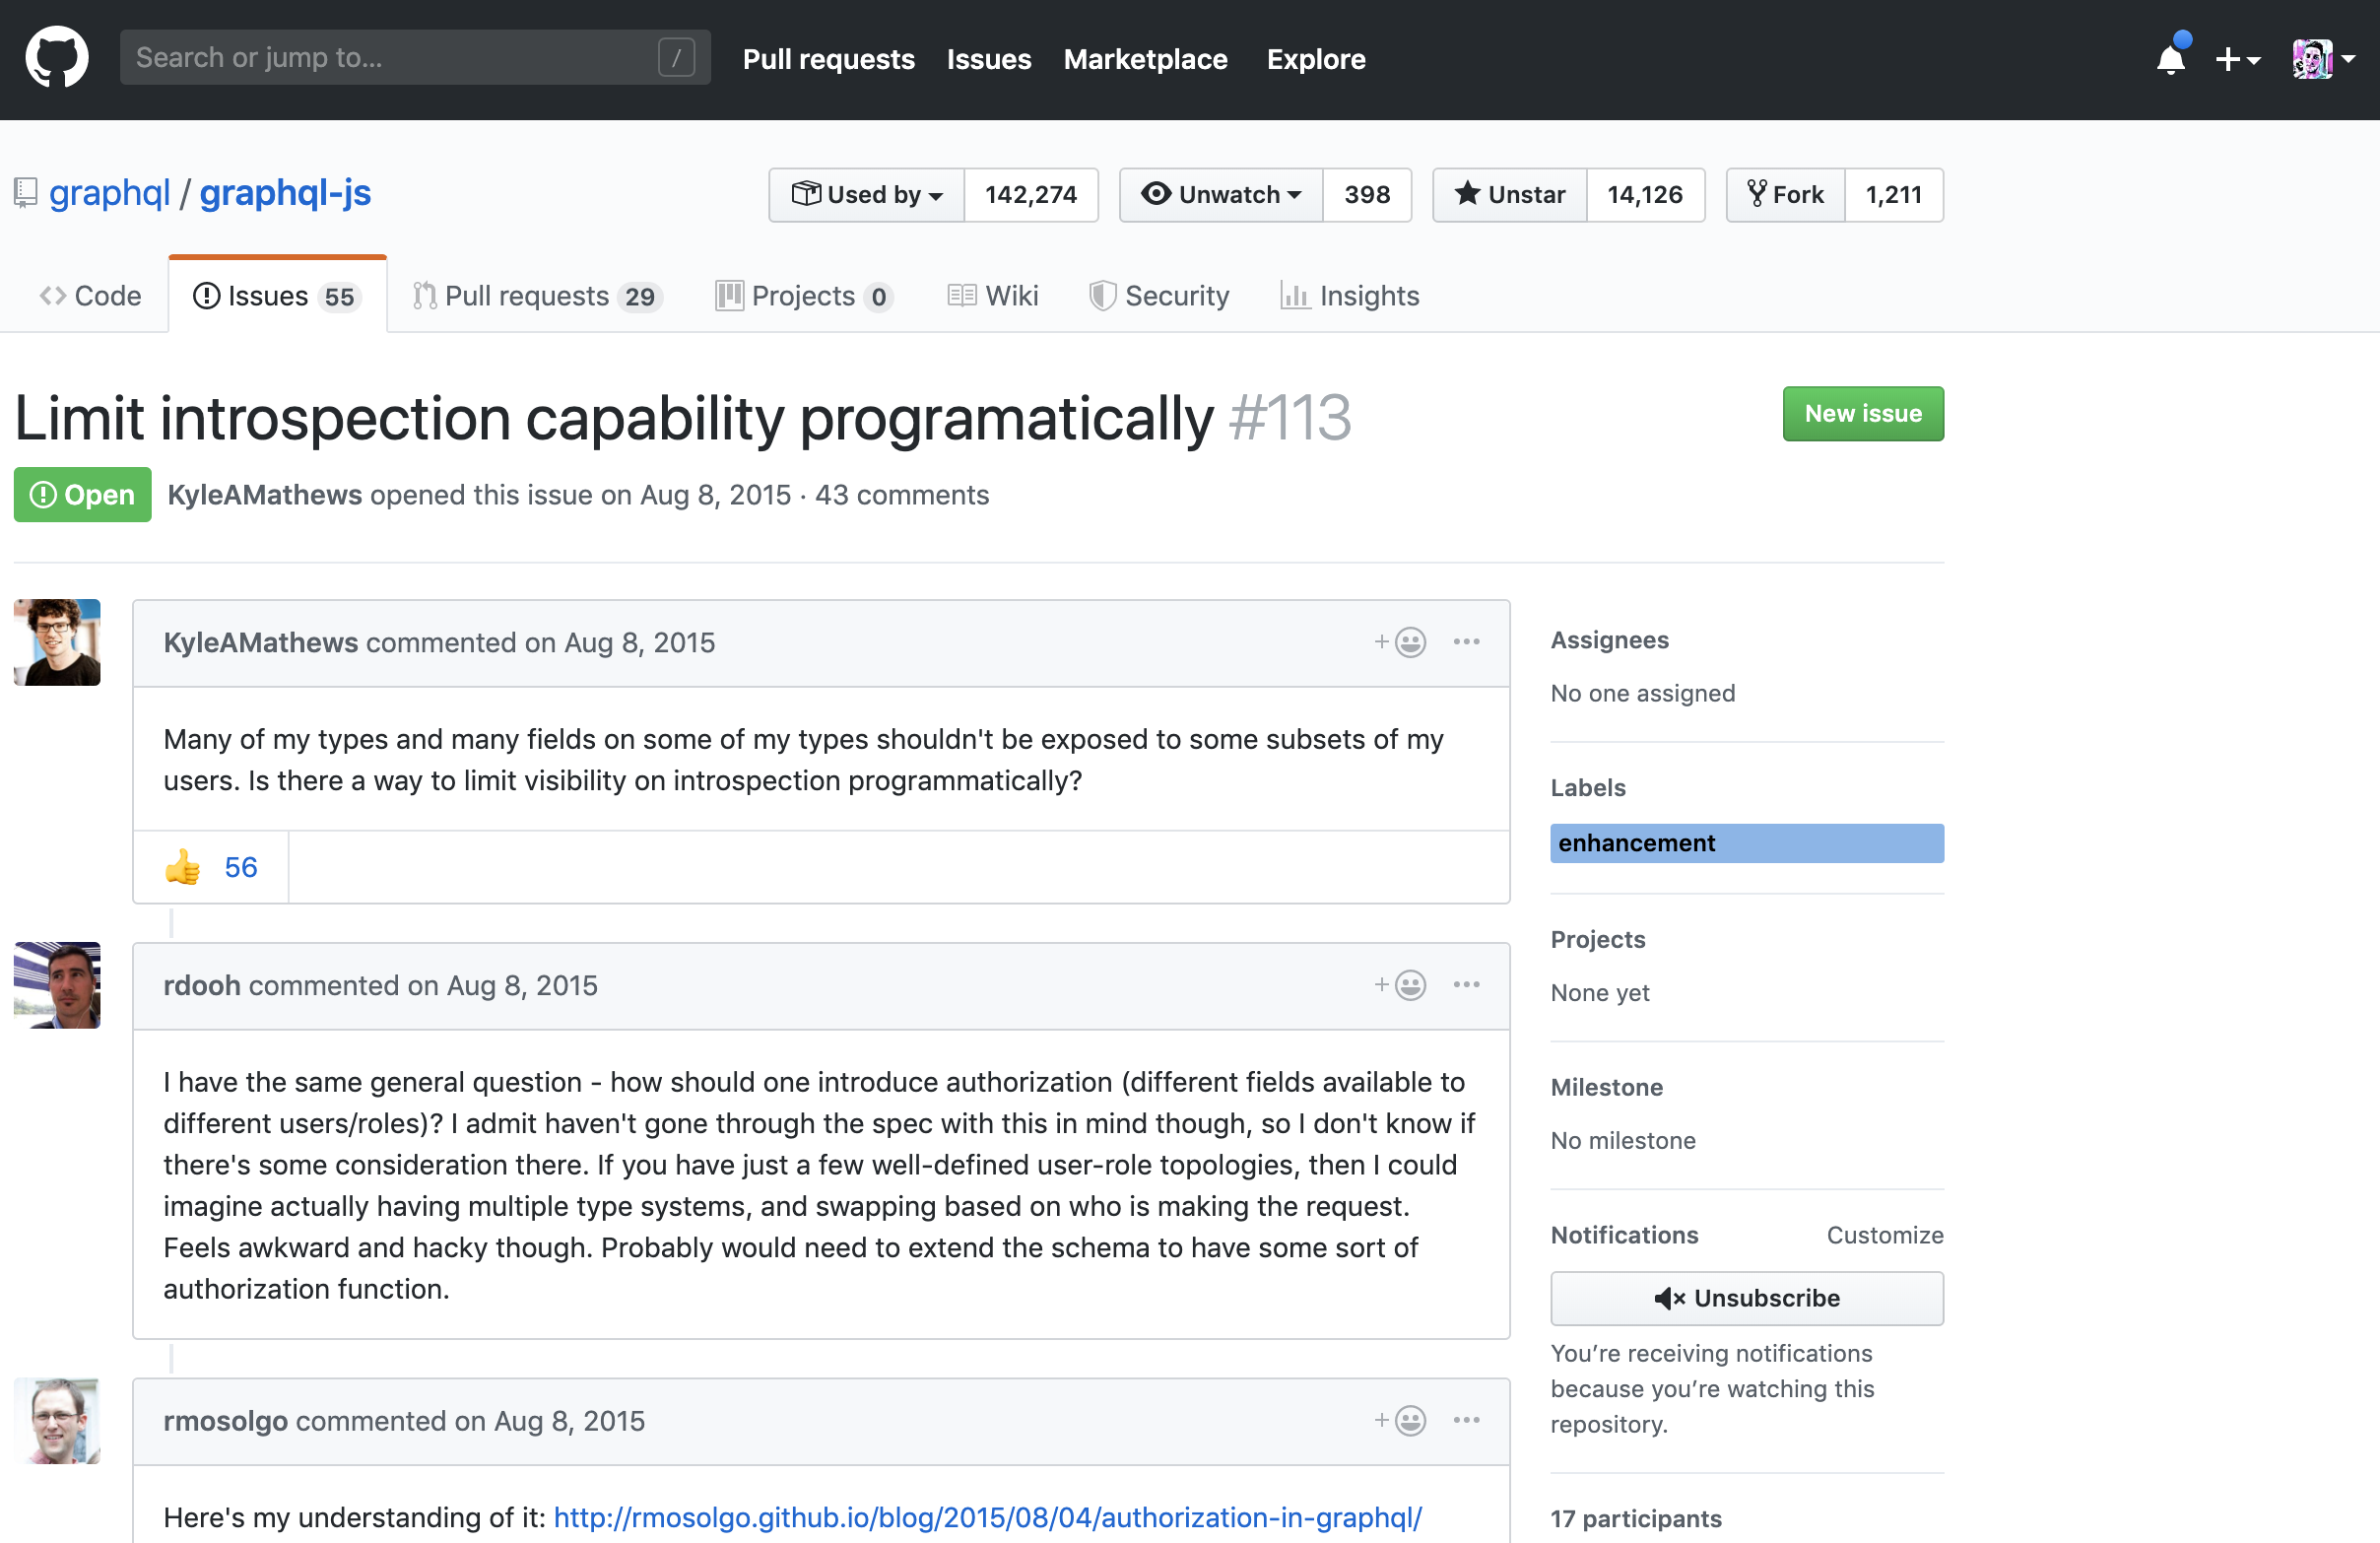 Search or jump to... /
Pull requests Issues Marketplace Explore
graphql / graphql-js
Used by 142,274
Unwatch 398
Unstar 14,126
Fork 1,211
Code
Issues 55
Pull requests 29
Projects 0
Wiki
Security
Insights
Limit introspection capability programatically #113
New issue
Open
KyleAMathews opened this issue on Aug 8, 2015 · 43 comments
KyleAMathews commented on Aug 8, 2015
Many of my types and many fields on some of my types shouldn't be exposed to some subsets of my
users. Is there a way to limit visibility on introspection programmatically?
56
rdooh commented on Aug 8, 2015
I have the same general question - how should one introduce authorization (different fields available to
different users/roles)? I admit haven't gone through the spec with this in mind though, so I don't know if
there's some consideration there. If you have just a few well-defined user-role topologies, then I could
imagine actually having multiple type systems, and swapping based on who is making the request.
Feels awkward and hacky though. Probably would need to extend the schema to have some sort of
authorization function.
rmosolgo commented on Aug 8, 2015
Here's my understanding of it: http://rmosolgo.github.io/blog/2015/08/04/authorization-in-graphql/
Assignees
No one assigned
Labels
enhancement
Projects
None yet
Milestone
No milestone
Notifications Customize
Unsubscribe
You’re receiving notifications
because you’re watching this
repository.
17 participants